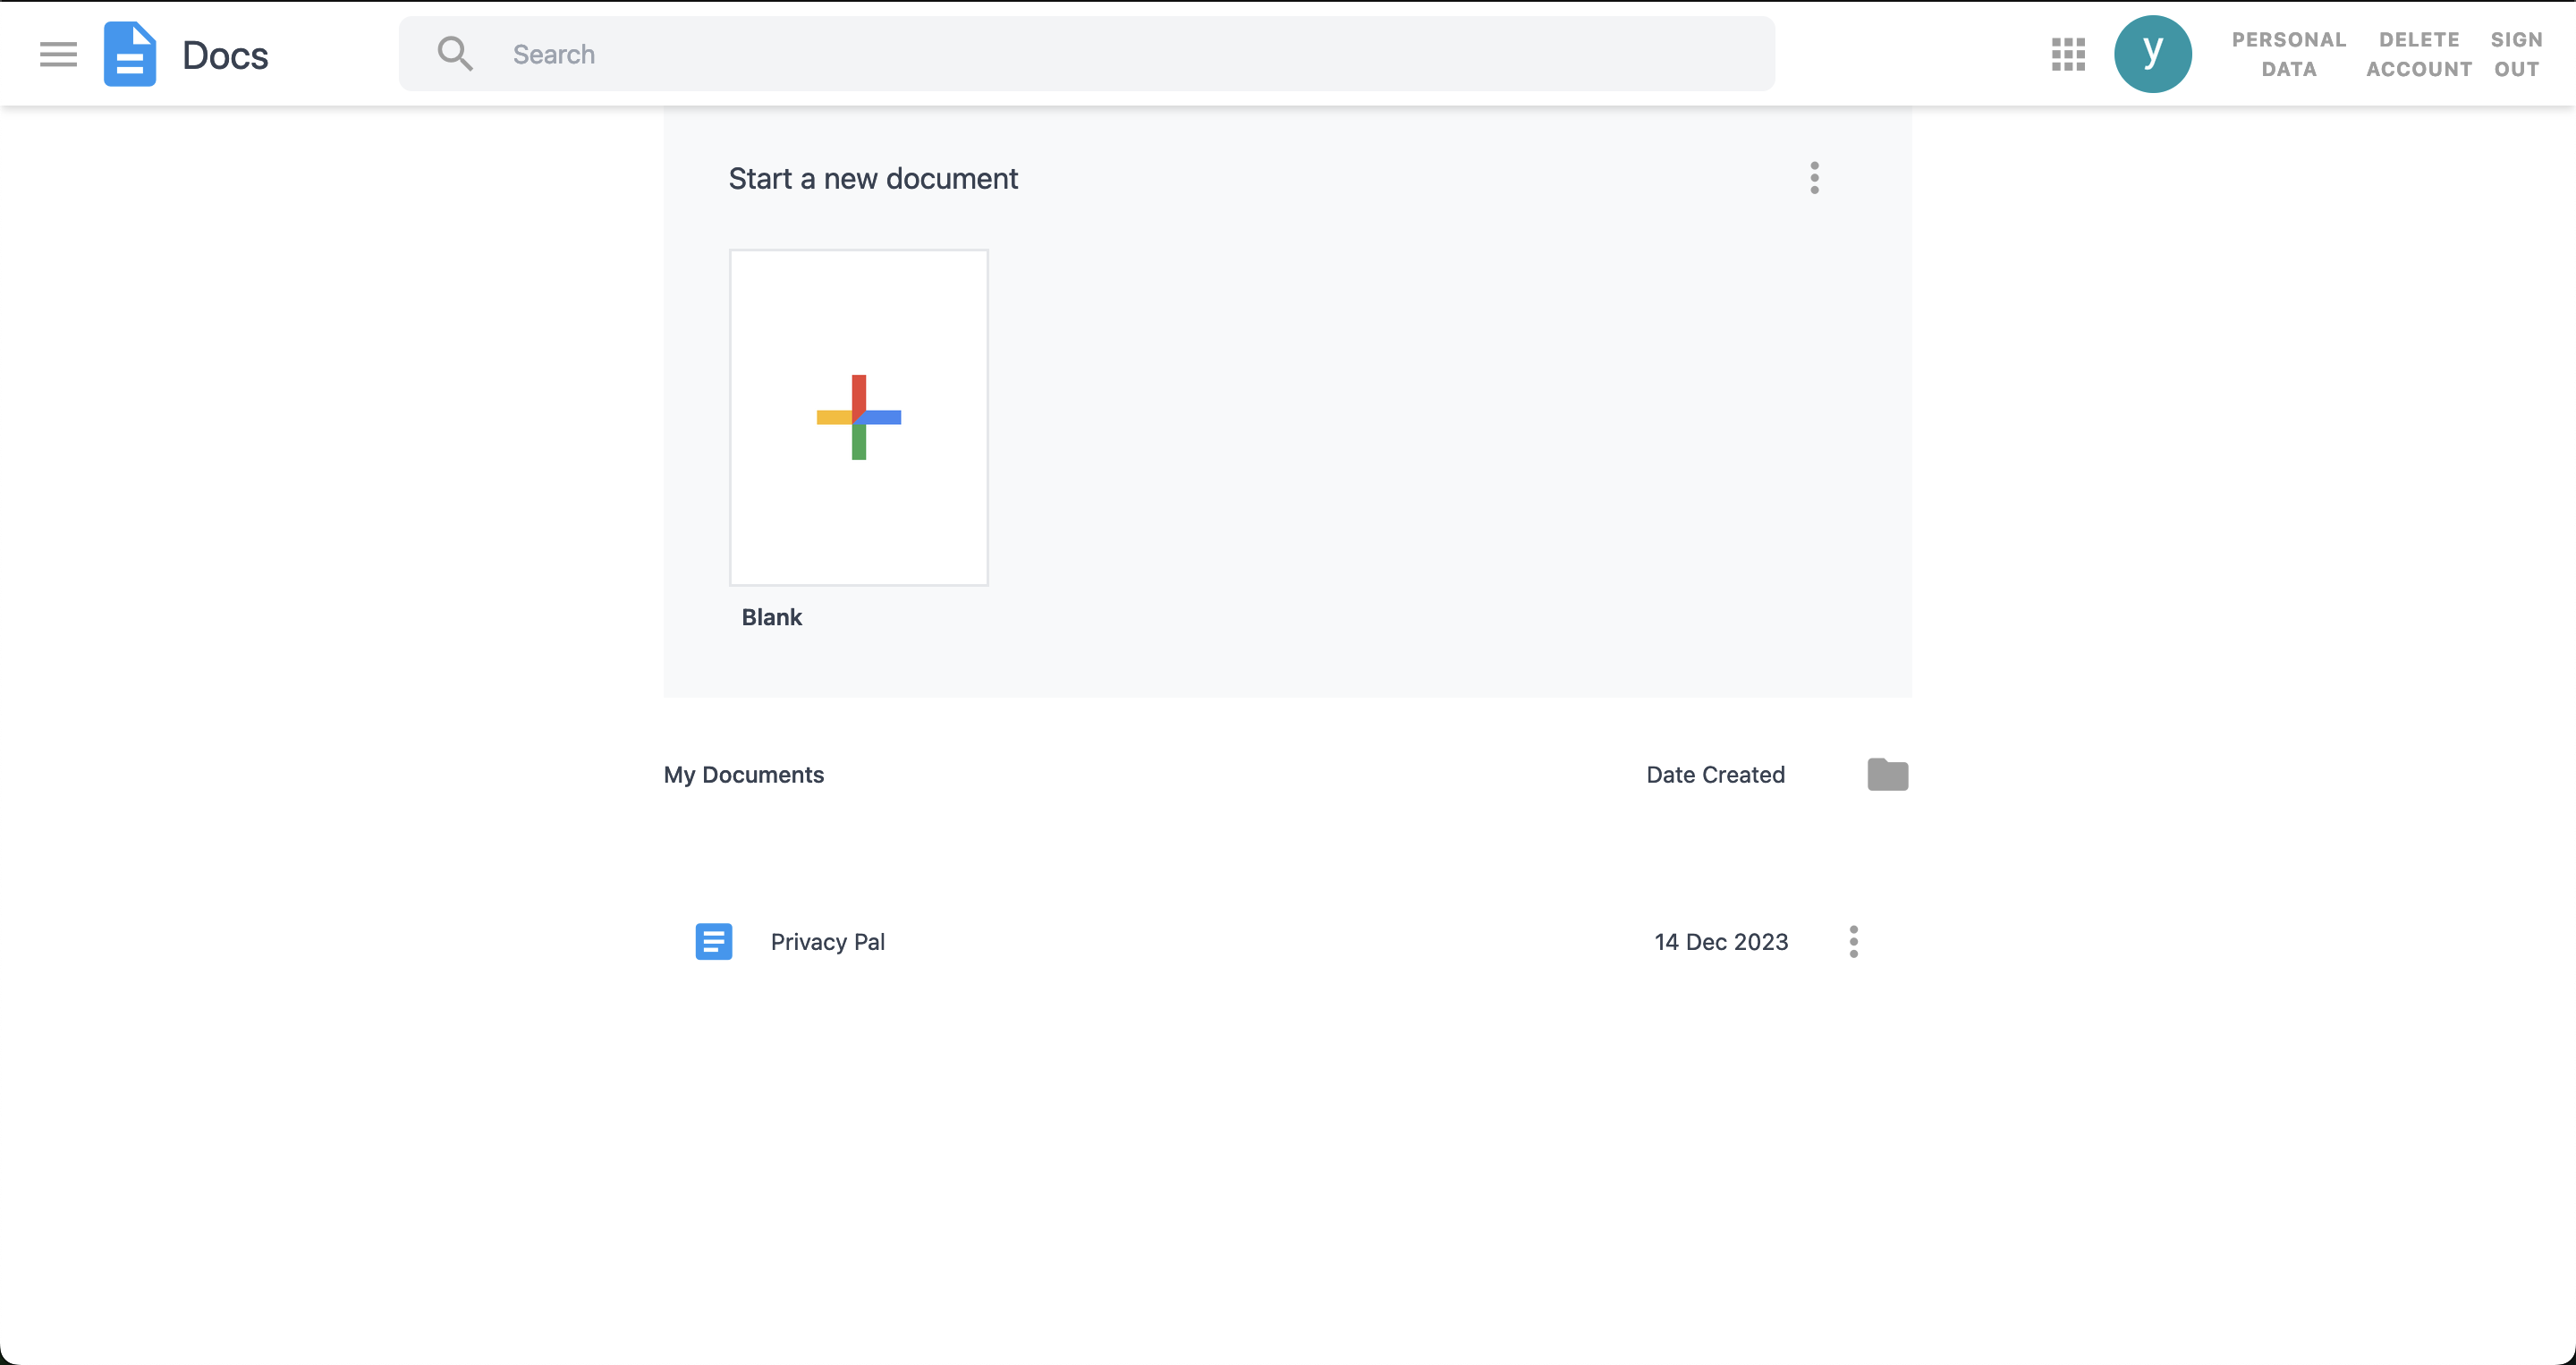 Docs
Search
y
PERSONAL DATA
DELETE ACCOUNT
SIGN OUT
Start a new document
Blank
My Documents
Date Created
Privacy Pal
14 Dec 2023